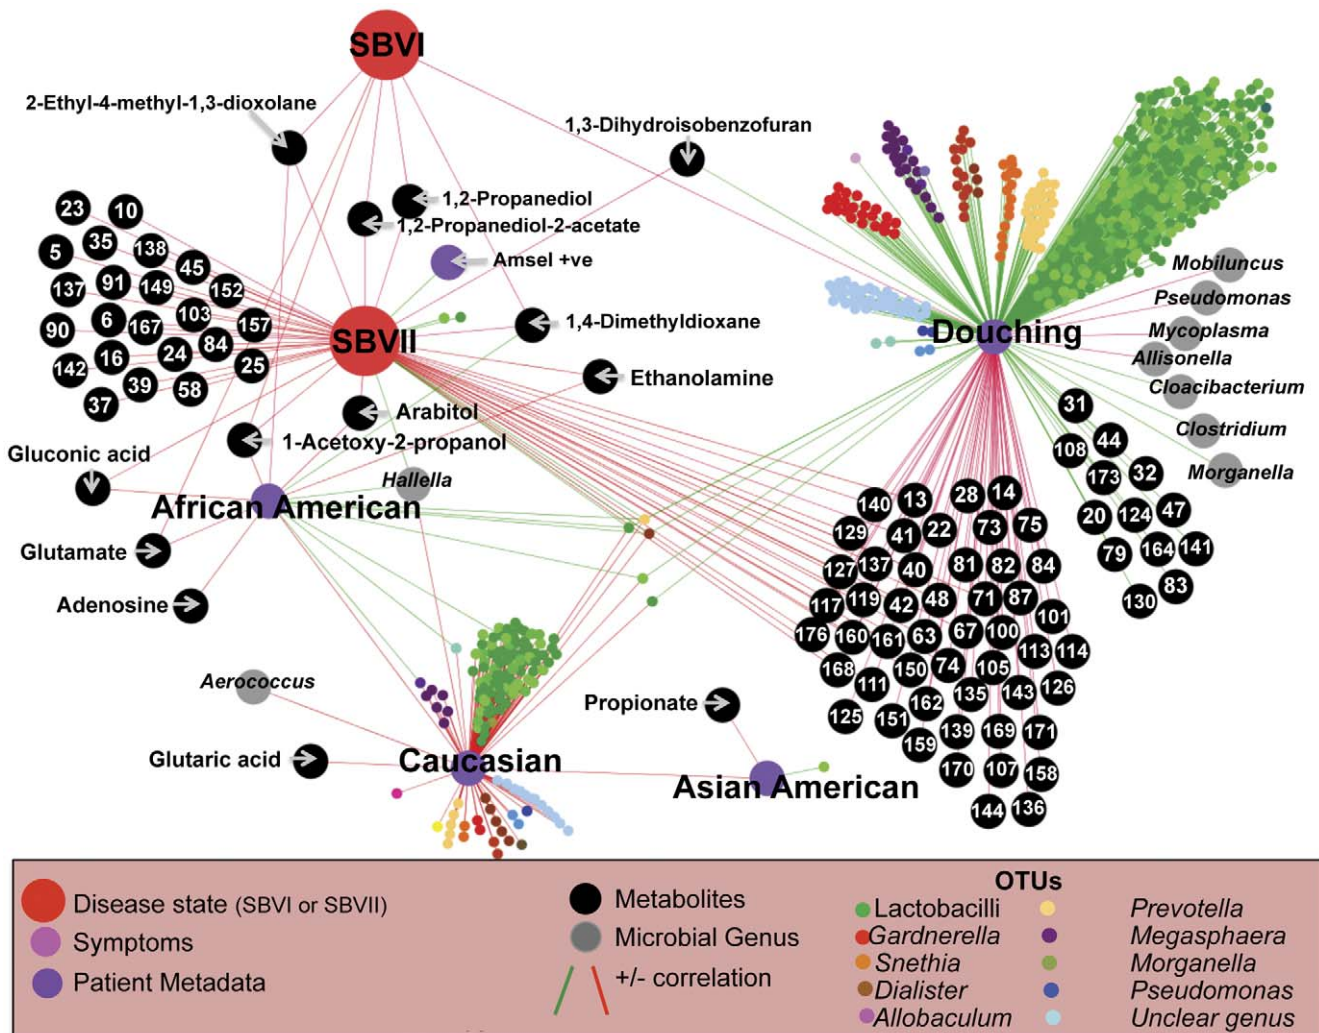 SBVI
2-Ethyl-4-methyl-1,3-dioxolane
1,3-Dihydroisobenzofuran
1,2-Propanediol
1,2-Propanediol-2-acetate
Amsel +ve
23
10
5
35
138
45
137
91
149
152
90
6
167
103
157
142
16
24
84
25
39
58
37
SBVII
1,4-Dimethyldioxane
Ethanolamine
Arabitol
1-Acetoxy-2-propanol
Gluconic acid
Hallella
African American
Glutamate
Adenosine
Douching
Mobiluncus
Pseudomonas
Mycoplasma
Allisonella
Cloacibacterium
Clostridium
Morganella
31
108
44
173
32
20
124
47
79
164
141
83
130
140
13
28
14
129
41
22
73
75
127
137
40
81
82
84
117
119
42
48
71
87
101
176
160
161
63
67
100
113
114
168
111
150
74
105
126
125
151
162
135
143
159
139
169
171
170
107
158
144
136
Aerococcus
Glutaric acid
Caucasian
Propionate
Asian American
Disease state (SBVI or SBVII)
Symptoms
Patient Metadata
Metabolites
Microbial Genus
+/- correlation
OTUs
Lactobacilli
Gardnerella
Snethia
Dialister
Allobaculum
Prevotella
Megasphaera
Morganella
Pseudomonas
Unclear genus